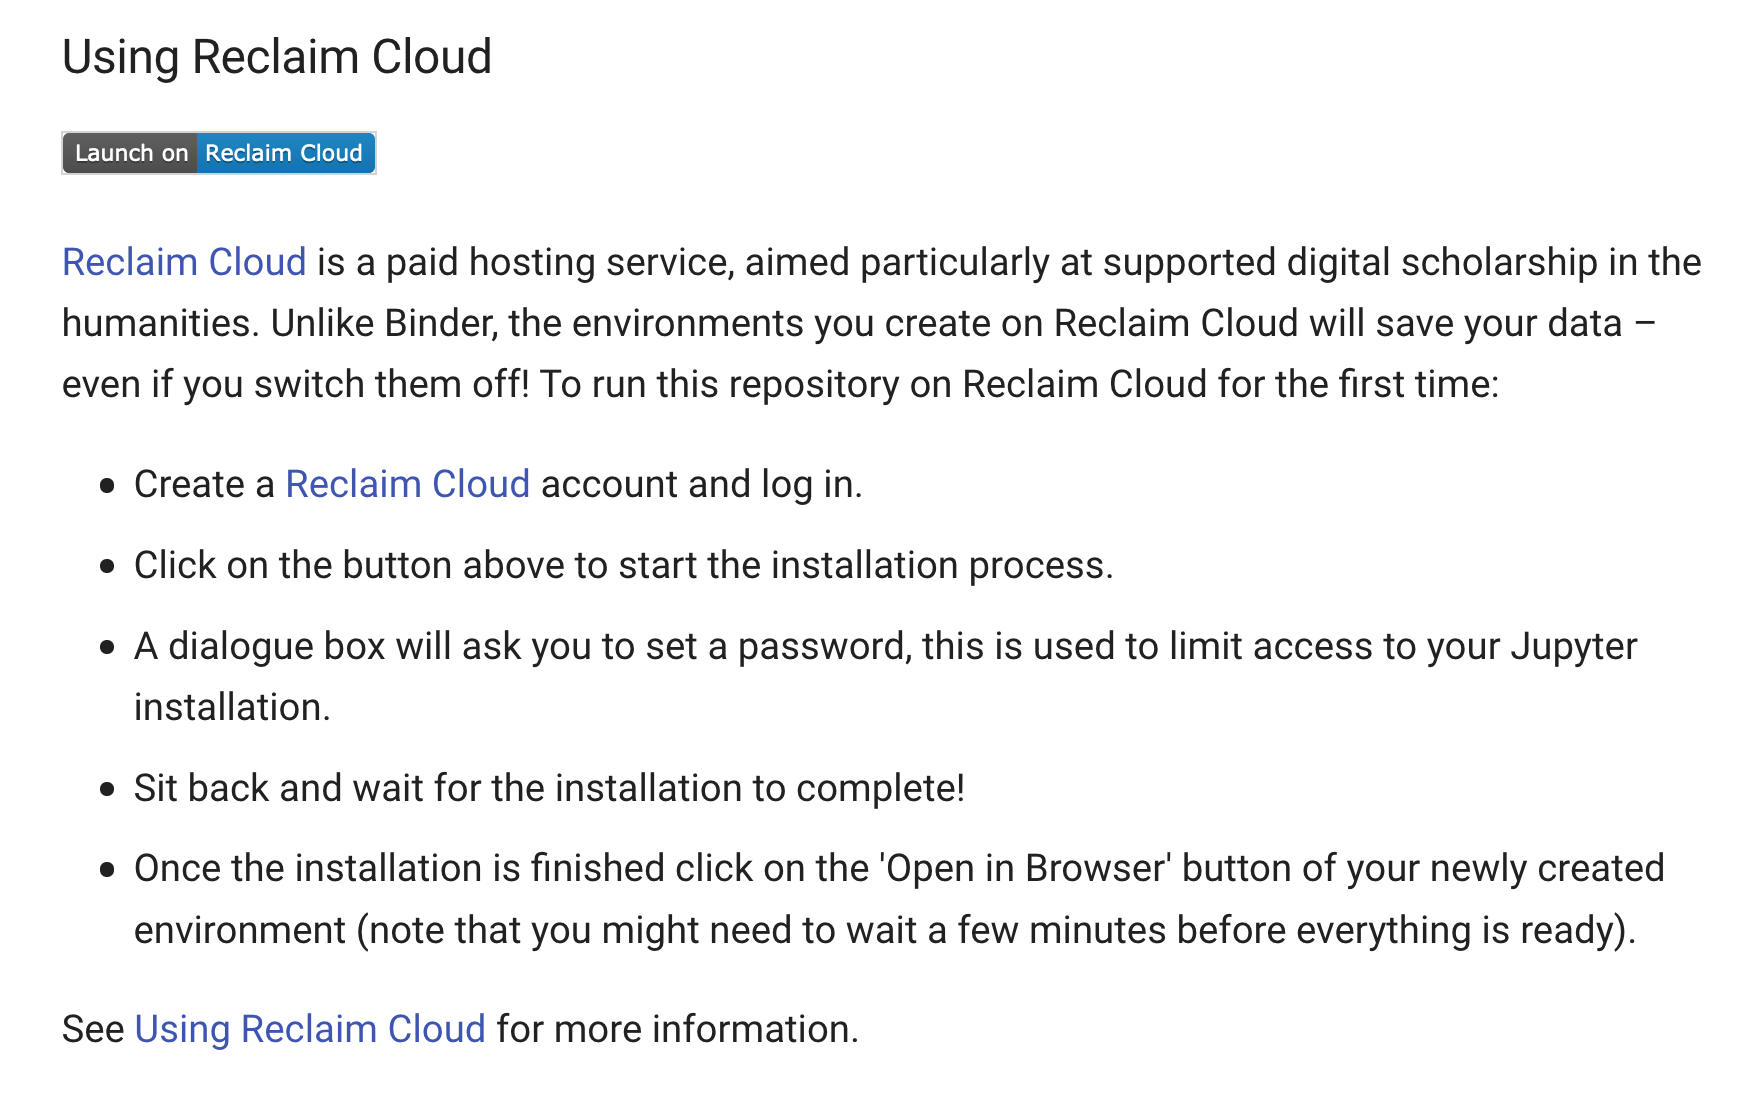 Using Reclaim Cloud
Launch on Reclaim Cloud
Reclaim Cloud is a paid hosting service, aimed particularly at supported digital scholarship in the
humanities. Unlike Binder, the environments you create on Reclaim Cloud will save your data –
even if you switch them off! To run this repository on Reclaim Cloud for the first time:
• Create a Reclaim Cloud account and log in.
• Click on the button above to start the installation process.
• A dialogue box will ask you to set a password, this is used to limit access to your Jupyter
installation.
• Sit back and wait for the installation to complete!
• Once the installation is finished click on the 'Open in Browser' button of your newly created
environment (note that you might need to wait a few minutes before everything is ready).
See Using Reclaim Cloud for more information.